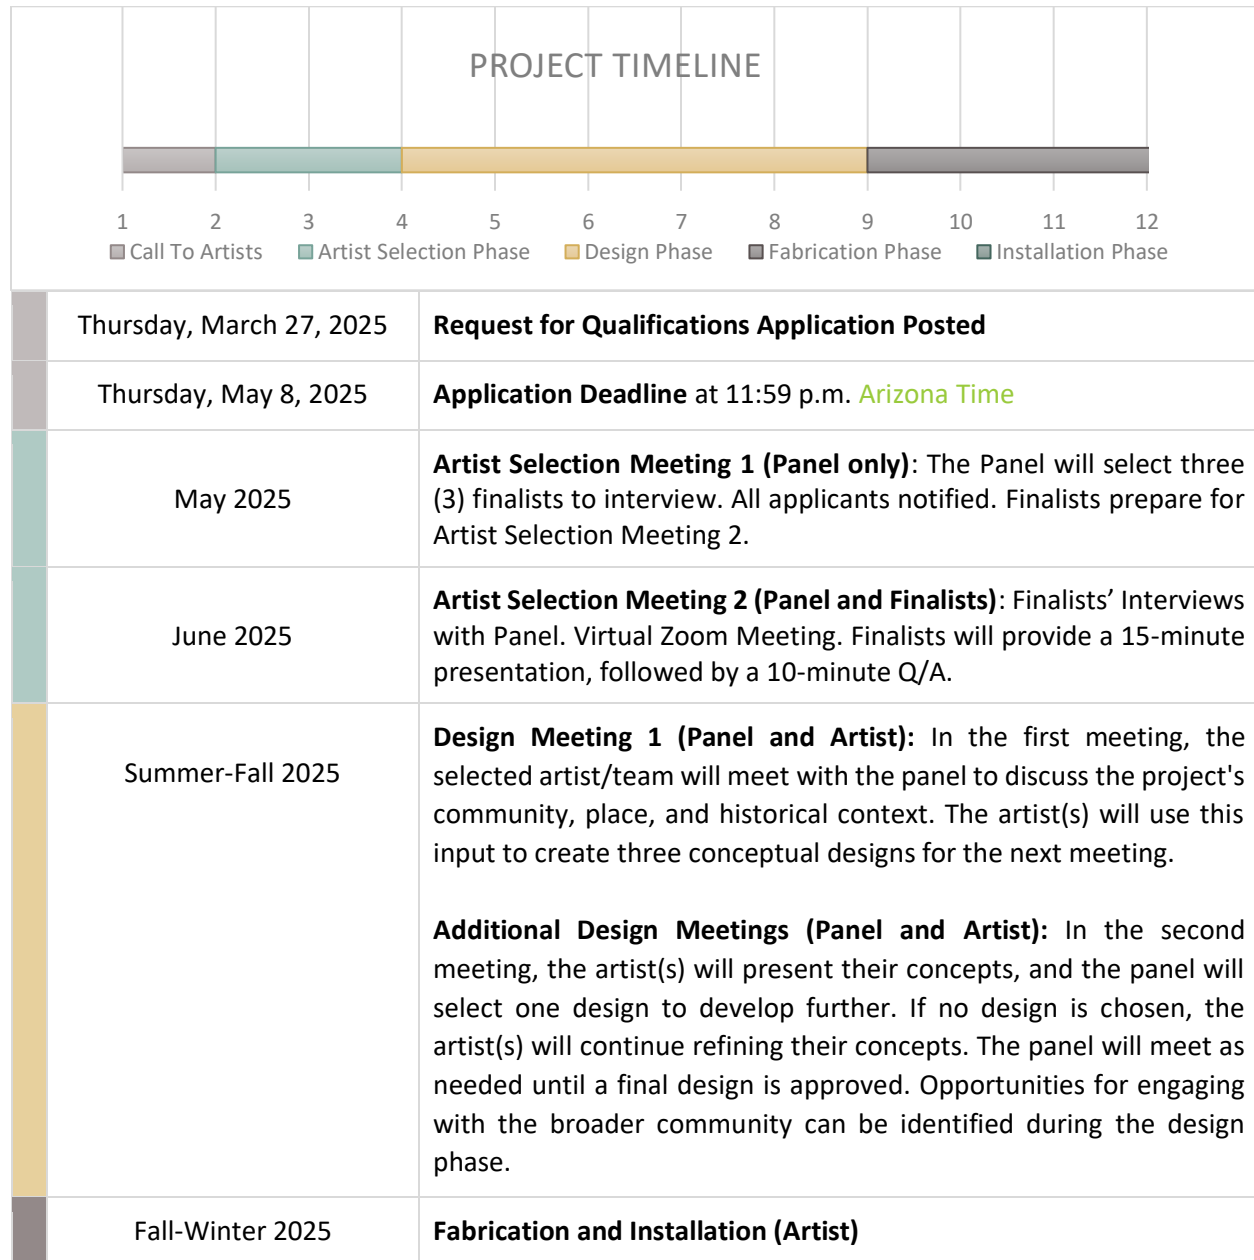 PROJECT TIMELINE
1 2 3 4 5 6 7 8 9 10 11 12
Call To Artists Artist Selection Phase Design Phase Fabrication Phase Installation Phase
Thursday, March 27, 2025 Request for Qualifications Application Posted
Thursday, May 8, 2025 Application Deadline at 11:59 p.m. Arizona Time
May 2025
Artist Selection Meeting 1 (Panel only): The Panel will select three
(3) finalists to interview. All applicants notified. Finalists prepare for
Artist Selection Meeting 2.
June 2025
Artist Selection Meeting 2 (Panel and Finalists): Finalists’ Interviews
with Panel. Virtual Zoom Meeting. Finalists will provide a 15-minute
presentation, followed by a 10-minute Q/A.
Summer-Fall 2025
Design Meeting 1 (Panel and Artist): In the first meeting, the
selected artist/team will meet with the panel to discuss the project's
community, place, and historical context. The artist(s) will use this
input to create three conceptual designs for the next meeting.
Additional Design Meetings (Panel and Artist): In the second
meeting, the artist(s) will present their concepts, and the panel will
select one design to develop further. If no design is chosen, the
artist(s) will continue refining their concepts. The panel will meet as
needed until a final design is approved. Opportunities for engaging
with the broader community can be identified during the design
phase.
Fall-Winter 2025 Fabrication and Installation (Artist)